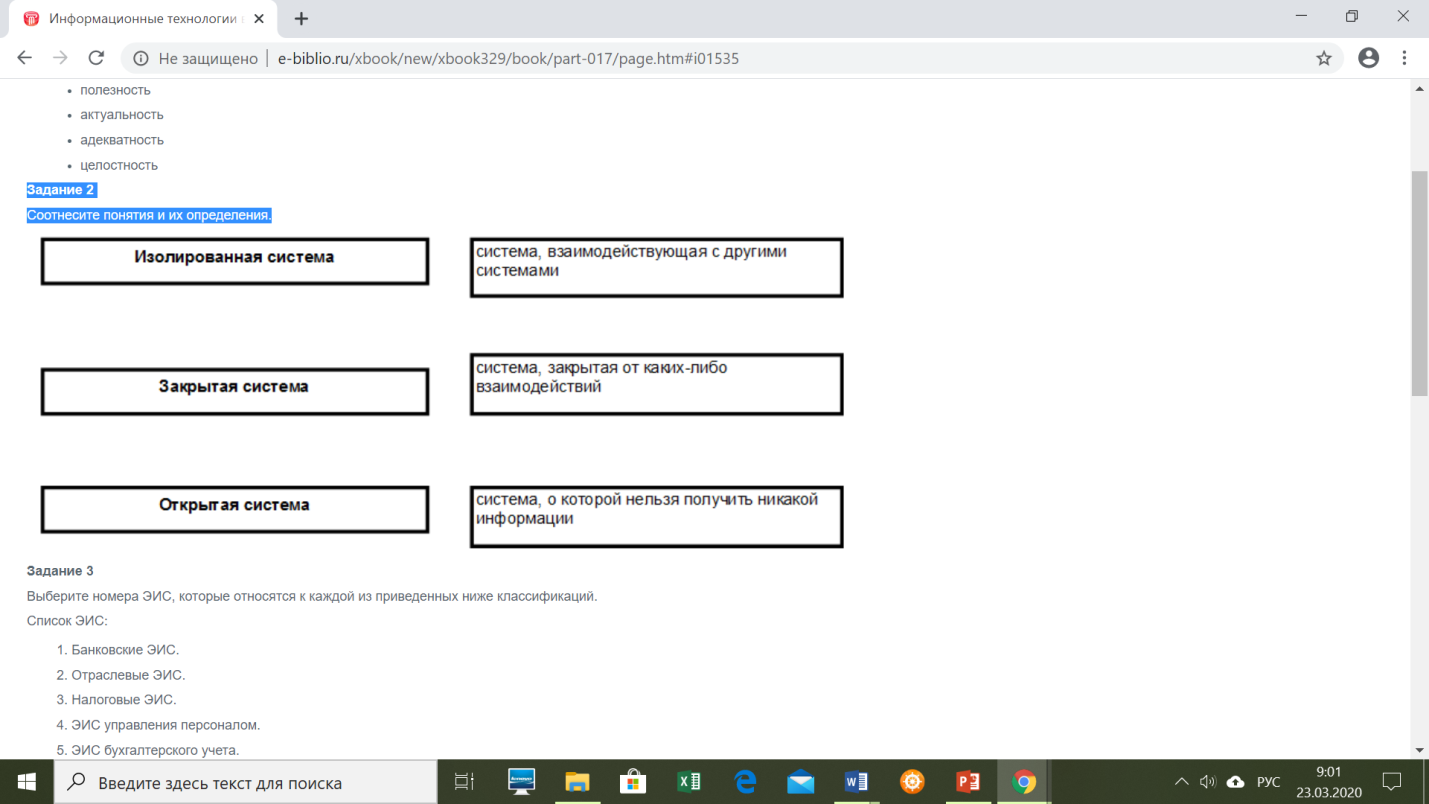 Информационные технологии
Не защищено
e-biblio.ru/xbook/new/xbook329/book/part-017/page.htm#i01535
• полезность
• актуальность
• адекватность
• целостность
Задание 2
Соотнесите понятия и их определения.
Изолированная система
система, взаимодействующая с другими
системами
Закрытая система
система, закрытая от каких-либо
взаимодействий
Открытая система
система, о которой нельзя получить никакой
информации
Задание 3
Выберите номера ЭИС, которые относятся к каждой из приведенных ниже классификаций.
Список ЭИС:
1. Банковские ЭИС.
2. Отраслевые ЭИС.
3. Налоговые ЭИС.
4. ЭИС управления персоналом.
5. ЭИС бухгалтерского учета.
Введите здесь текст для поиска
РУС
9:01
23.03.2020